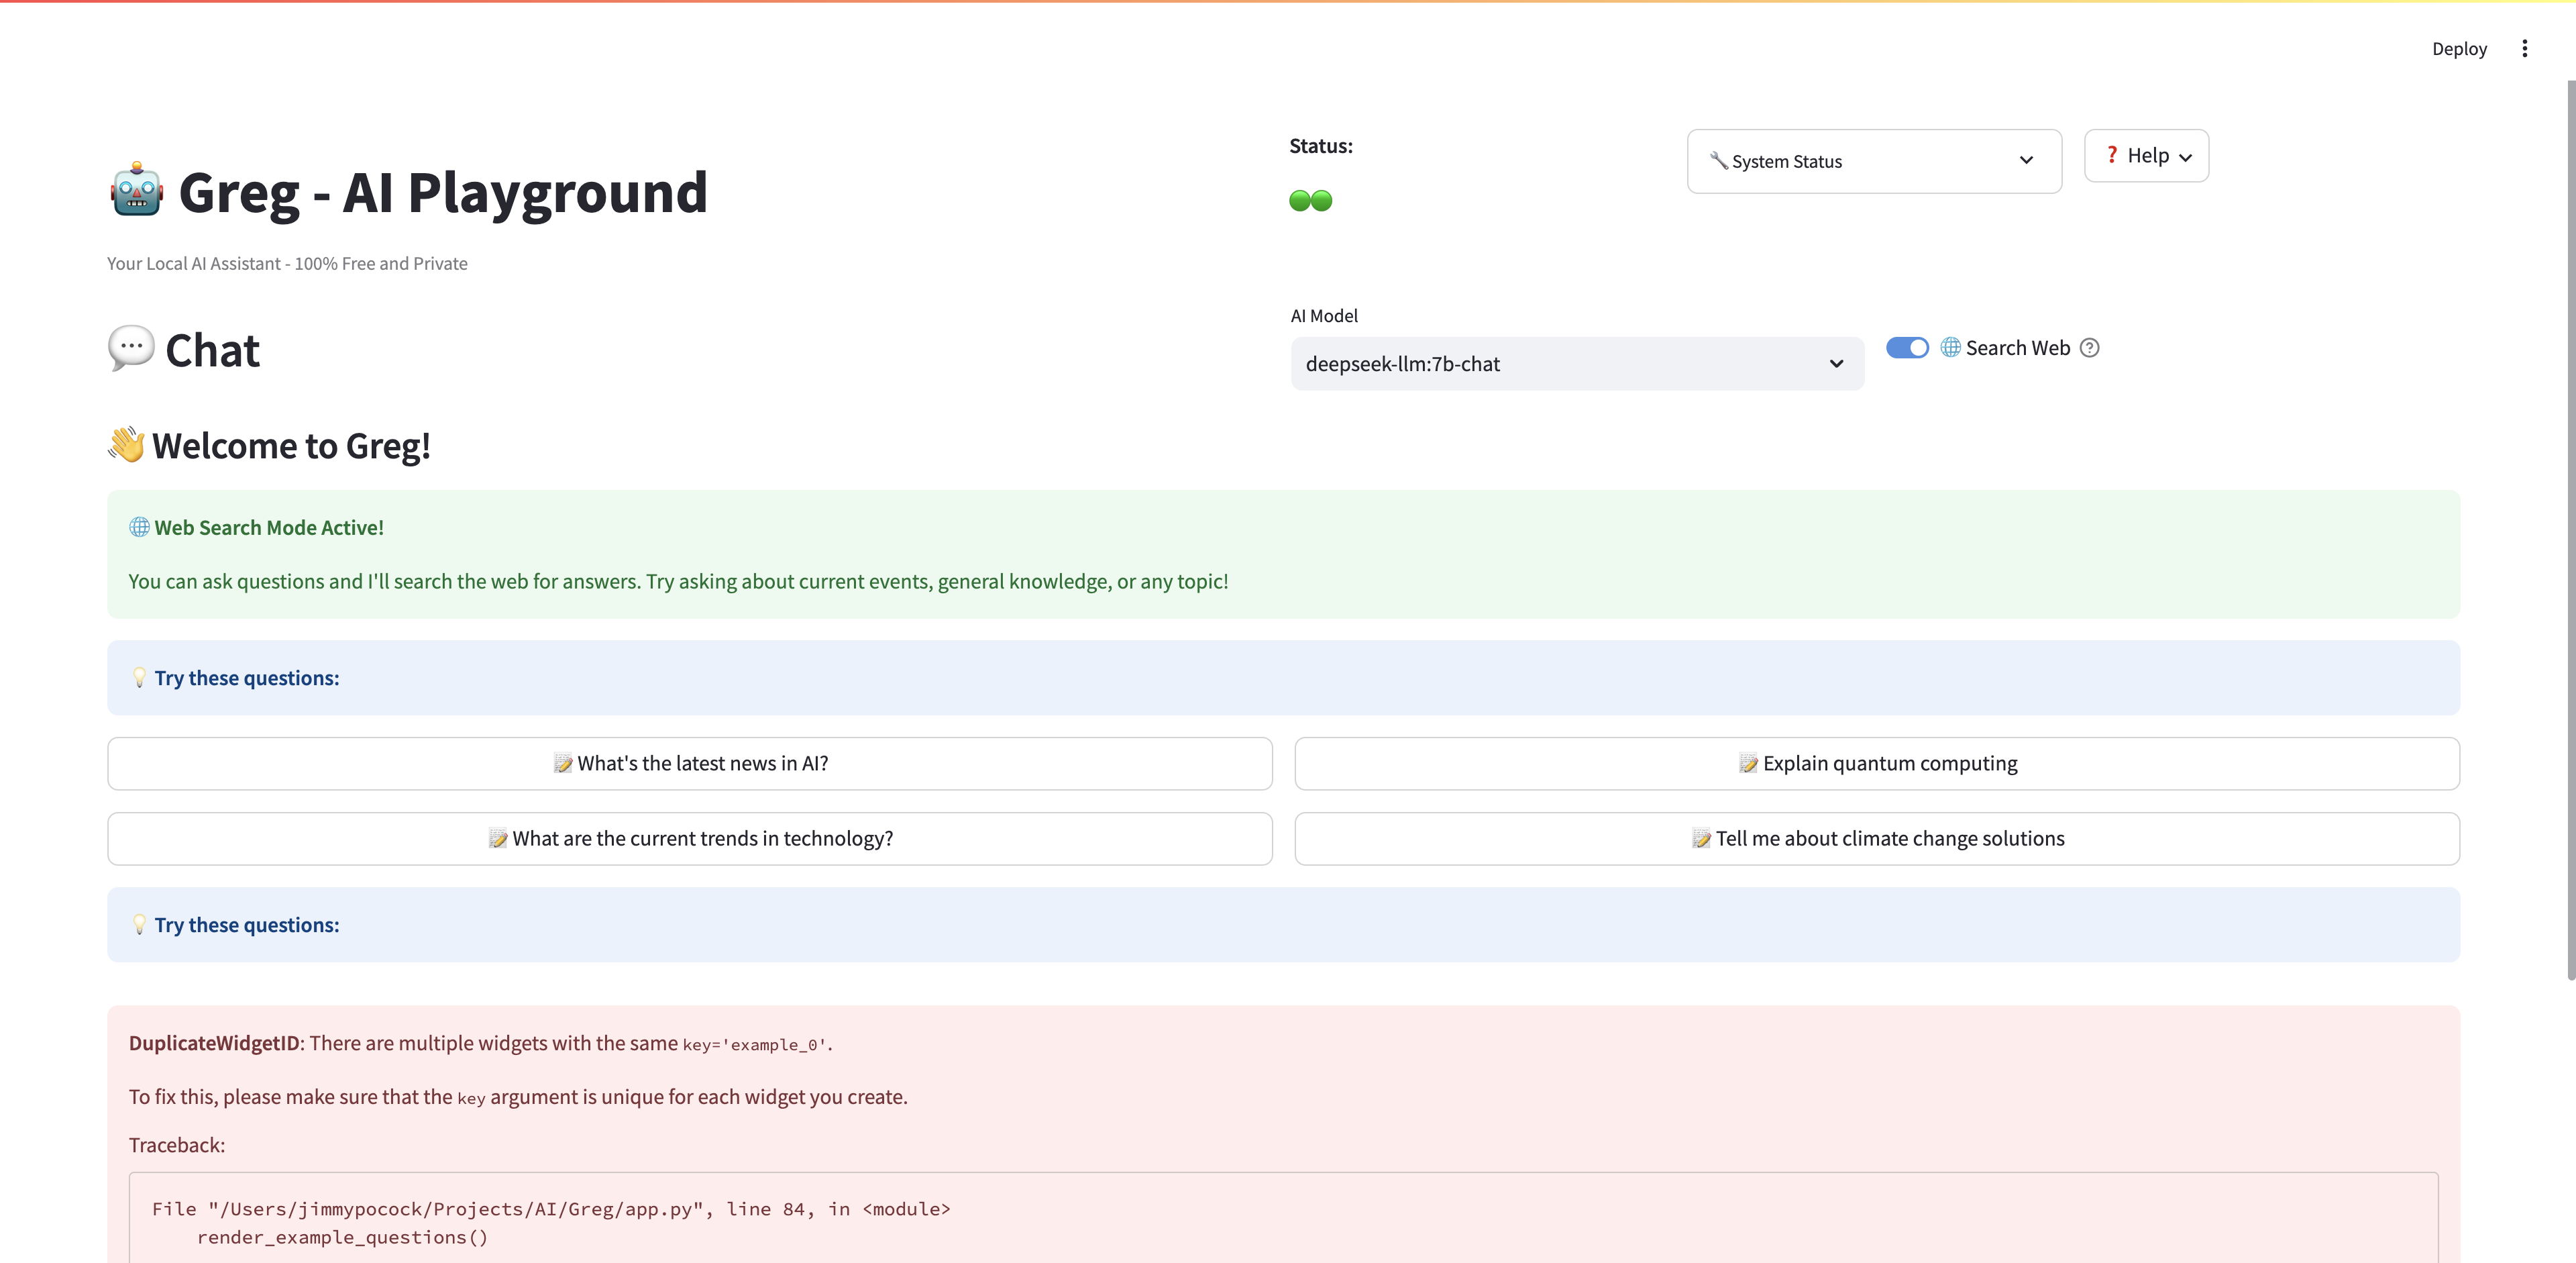 Deploy
Status:
System Status
❓ Help
🤖 Greg - AI Playground
Your Local AI Assistant - 100% Free and Private
AI Model
💬 Chat
deepseek-llm:7b-chat
🌐 Search Web
👋 Welcome to Greg!
🌐 Web Search Mode Active!
You can ask questions and I'll search the web for answers. Try asking about current events, general knowledge, or any topic!
💡 Try these questions:
📝 What's the latest news in AI?
📝 Explain quantum computing
📝 What are the current trends in technology?
📝 Tell me about climate change solutions
💡 Try these questions:
DuplicateWidgetID: There are multiple widgets with the same key='example_0'.
To fix this, please make sure that the key argument is unique for each widget you create.
Traceback:
File "/Users/jimmypocock/Projects/AI/Greg/app.py", line 84, in <module>
render_example_questions()